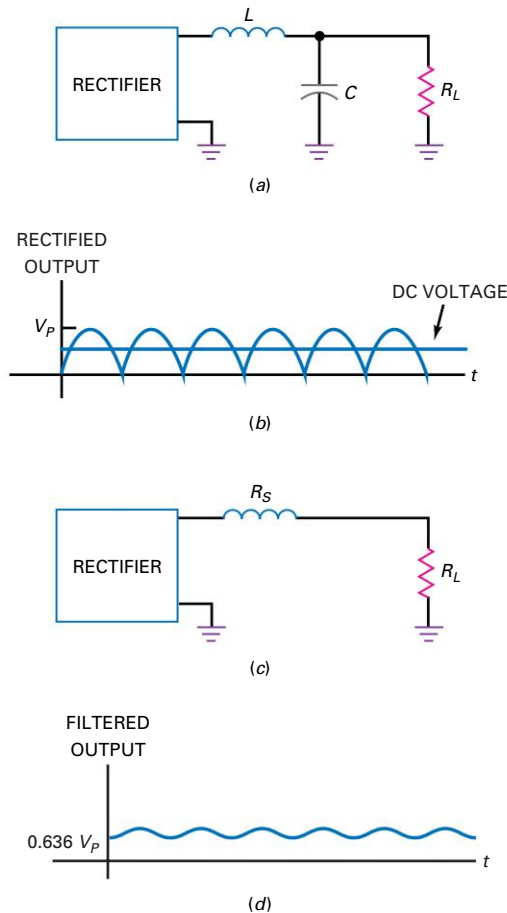 L
RECTIFIER
C
R_L
(a)
RECTIFIED
OUTPUT
DC VOLTAGE
V_P
t
(b)
R_S
RECTIFIER
R_L
(c)
FILTERED
OUTPUT
0.636 V_P
t
(d)